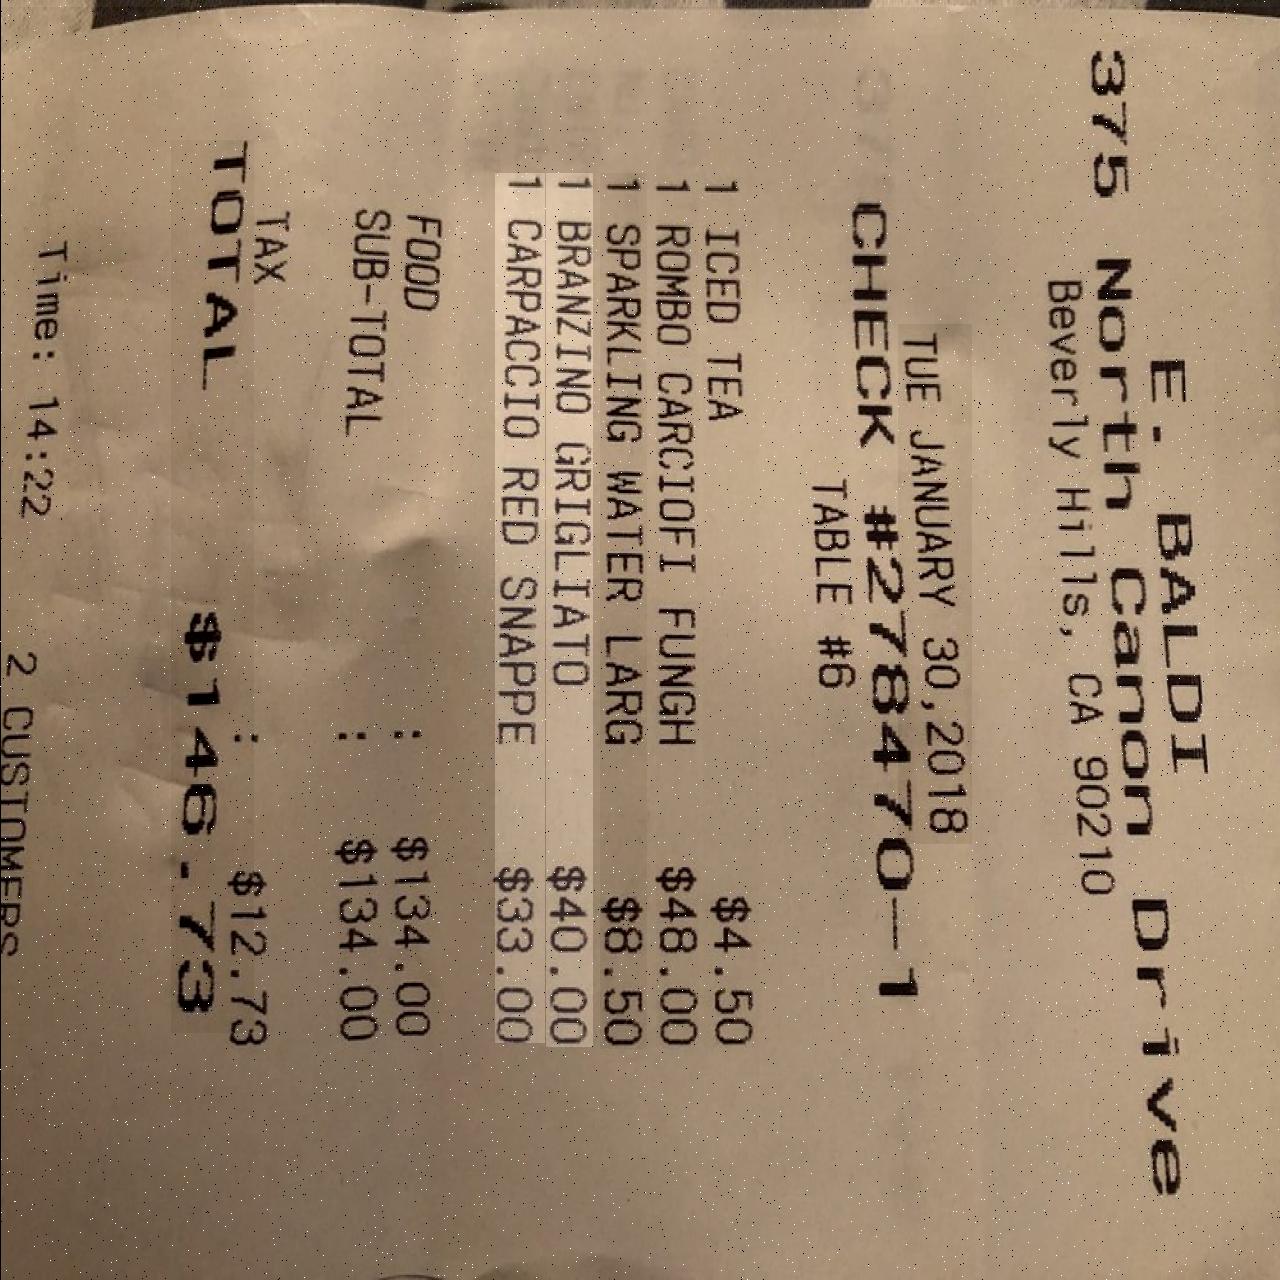 E. BALDI
375 North Canon Drive
Beverly Hills, CA 90210
TUE JANUARY 30,2018
CHECK #278470-1
TABLE #6
1 ICED TEA $4.50
1 ROMBO CARCIOFI FUNGH $48.00
1 SPARKLING WATER LARG $8.50
1 BRANZINO GRIGLIATO $40.00
1 CARPACCIO RED SNAPPE $33.00
FOOD : $134.00
SUB-TOTAL : $134.00
TAX : $12.73
TOTAL $146.73
Time: 14:22 2 CUSTOMERS